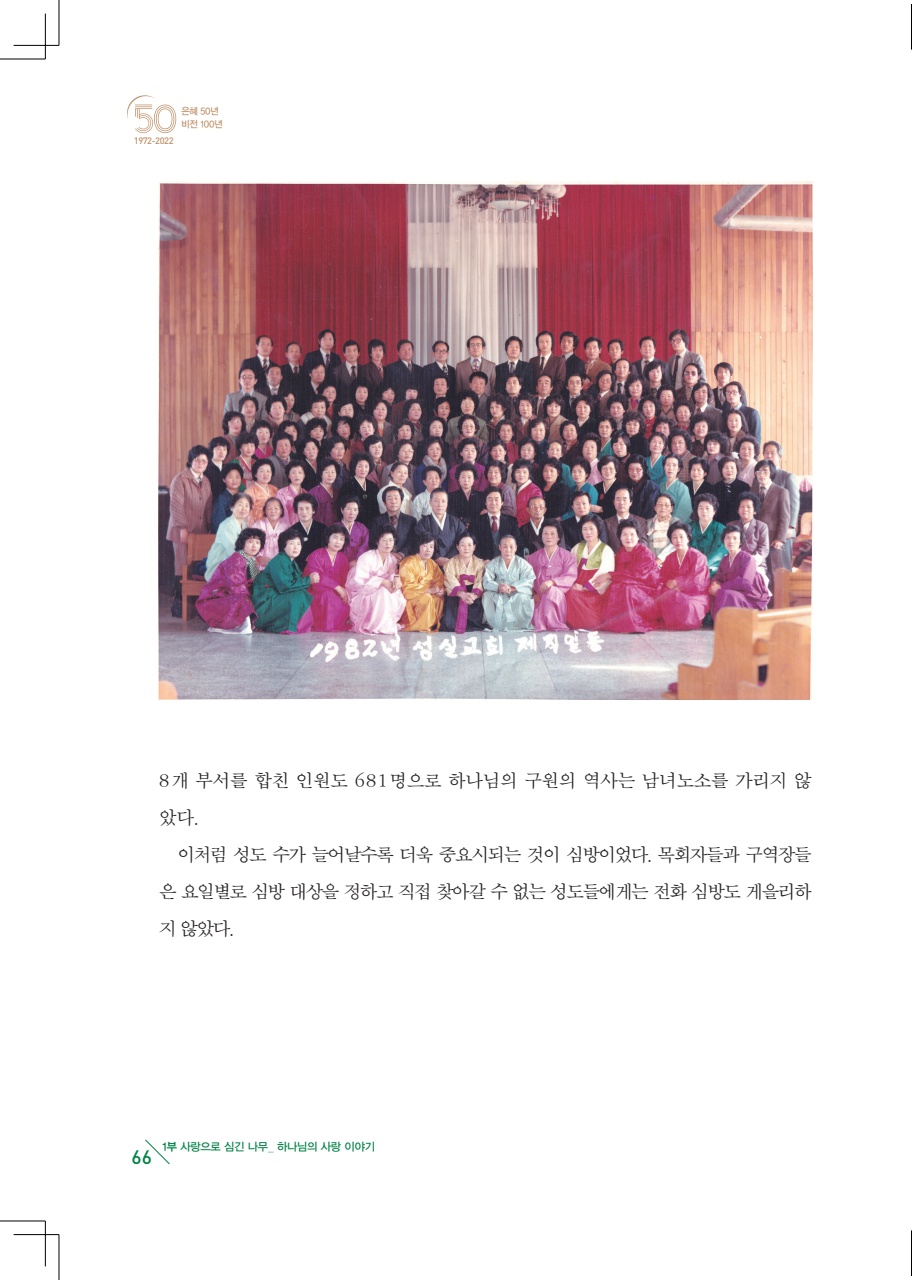 50
은혜 50년
비전 100년
1972-2022
1982년 성실교회 제직일동
8개 부서를 합친 인원도 681명으로 하나님의 구원의 역사는 남녀노소를 가리지 않
았다.
이처럼 성도 수가 늘어날수록 더욱 중요시되는 것이 심방이었다. 목회자들과 구역장들
은 요일별로 심방 대상을 정하고 직접 찾아갈 수 없는 성도들에게는 전화 심방도 게을리하
지 않았다.
66
1부 사랑으로 심긴 나무_ 하나님의 사랑 이야기